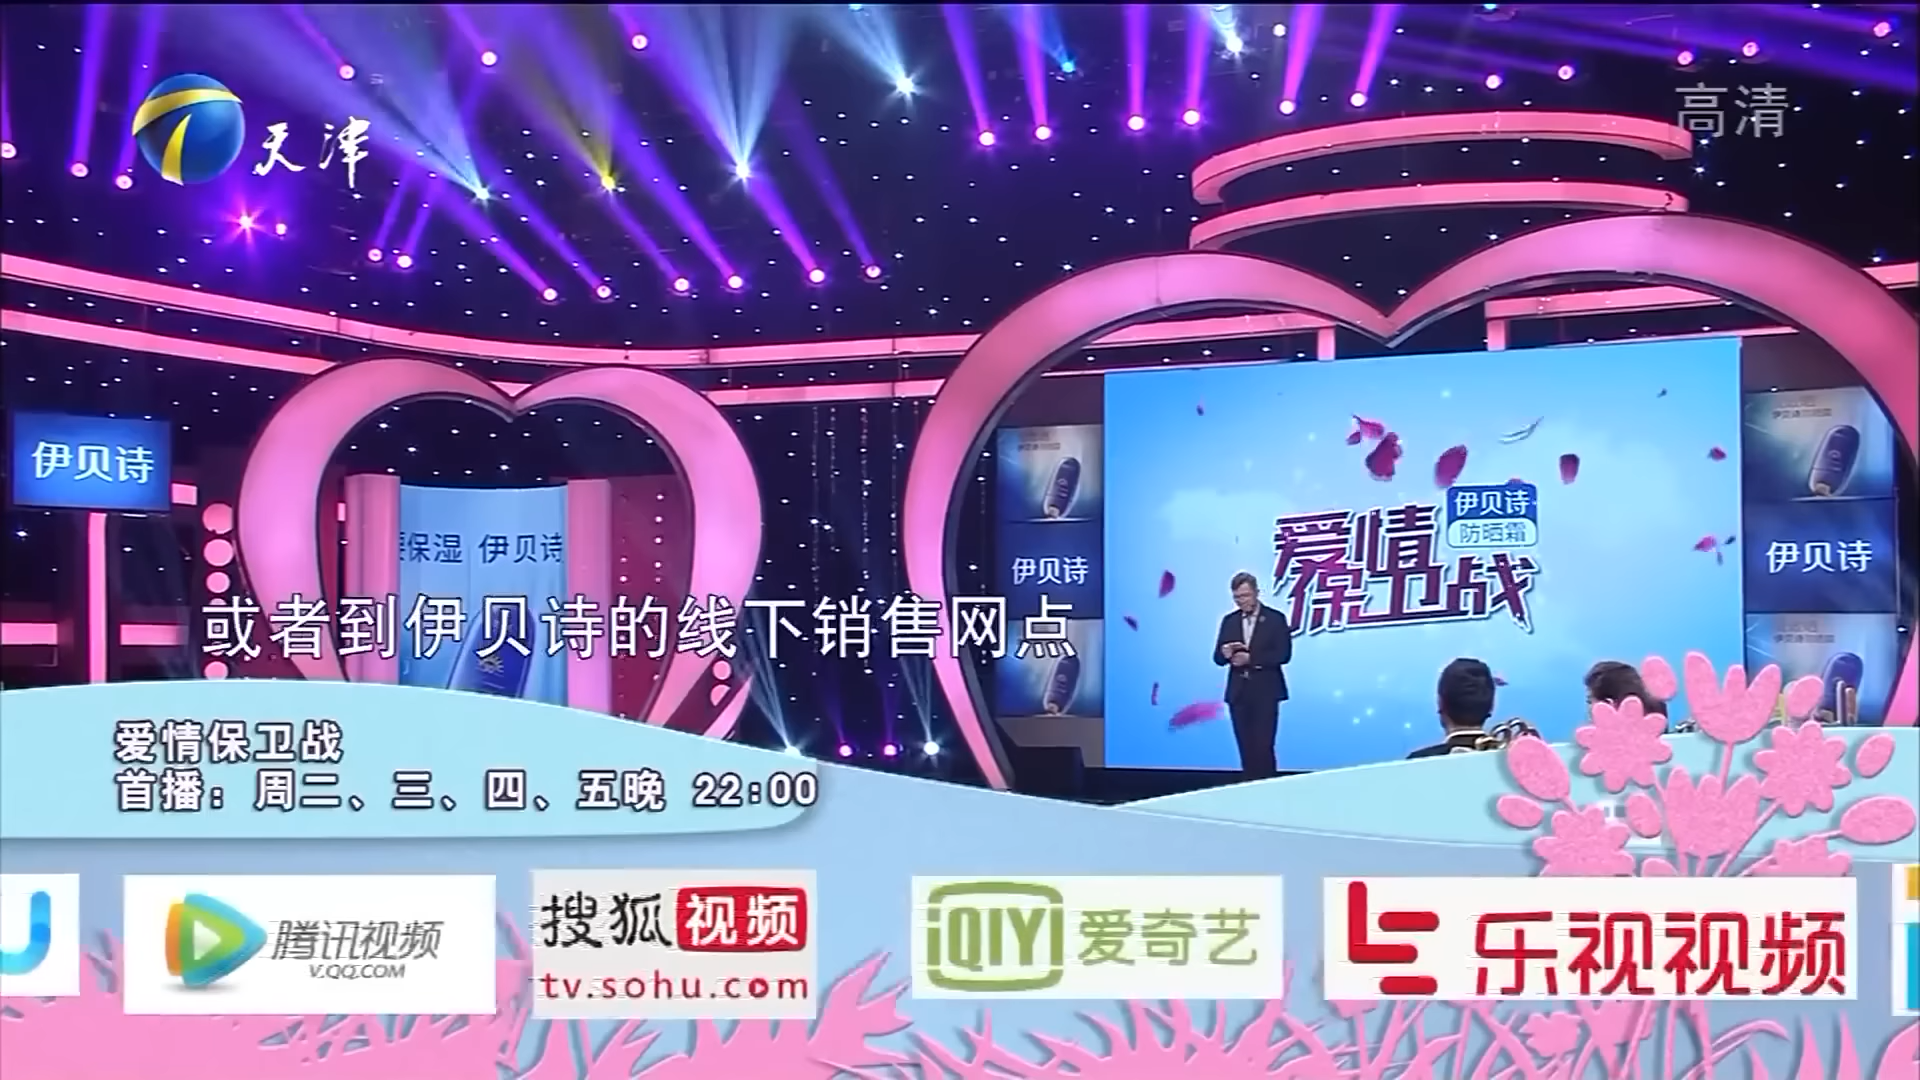 天津
高清
伊贝诗
保湿 伊贝诗
伊贝诗
伊贝诗
防晒霜
爱情
保卫战
伊贝诗
或者到伊贝诗的线下销售网点
爱情保卫战
首播：周二、三、四、五晚 22:00
腾讯视频
V.QQ.COM
搜狐视频
tv.sohu.com
iQIYI 爱奇艺
乐视视频